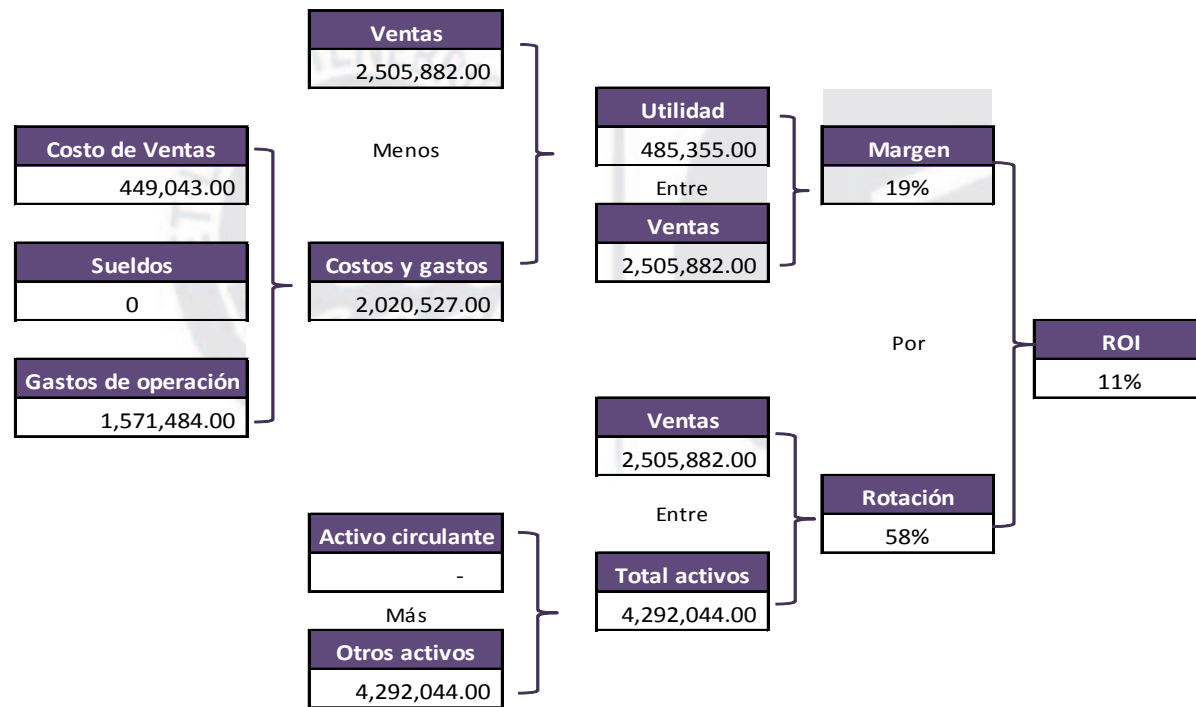 Ventas
2,505,882.00
Utilidad
485,355.00
Costo de Ventas
449,043.00
Menos
Margen
19%
Entre
Ventas
2,505,882.00
Sueldos
0
Costos y gastos
2,020,527.00
Por
ROI
11%
Gastos de operación
1,571,484.00
Ventas
2,505,882.00
Rotación
58%
Entre
Activo circulante
-
Total activos
4,292,044.00
Más
Otros activos
4,292,044.00